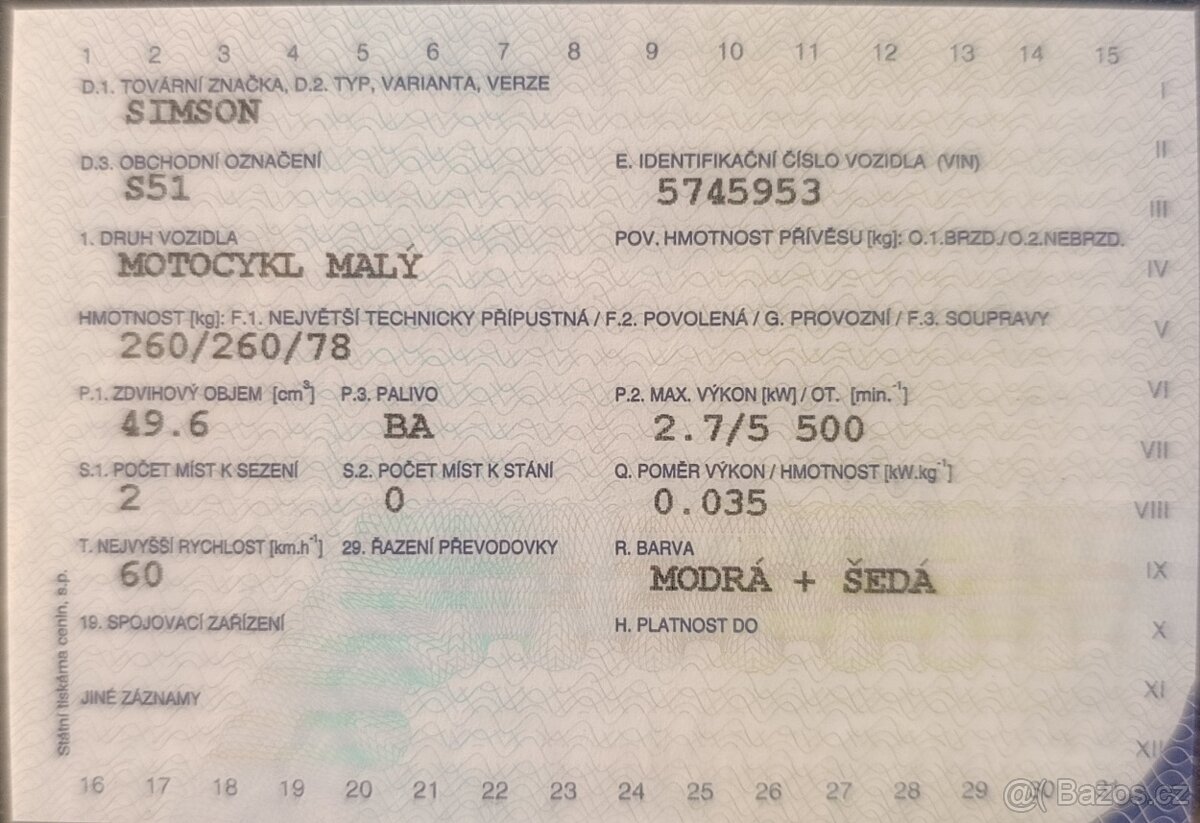 1 2 3 4 5 6 7 8 9 10 11 12 13 14 15
D.1. TOVÁRNÍ ZNAČKA, D.2. TYP, VARIANTA, VERZE I
SIMSON
D.3. OBCHODNÍ OZNAČENÍ E. IDENTIFIKAČNÍ ČÍSLO VOZIDLA (VIN) II
S51 5745953
III
1. DRUH VOZIDLA POV. HMOTNOST PŘÍVĚSU [kg]: O.1.BRZD./O.2.NEBRZD.
MOTOCYKL MALÝ IV
HMOTNOST [kg]: F.1. NEJVĚTŠÍ TECHNICKY PŘÍPUSTNÁ / F.2. POVOLENÁ / G. PROVOZNÍ / F.3. SOUPRAVY V
260/260/78
P.1. ZDVIHOVÝ OBJEM [cm³] P.3. PALIVO P.2. MAX. VÝKON [kW] / OT. [min.⁻¹] VI
49.6 BA 2.7/5 500
VII
S.1. POČET MÍST K SEZENÍ S.2. POČET MÍST K STÁNÍ Q. POMĚR VÝKON / HMOTNOST [kW.kg⁻¹]
2 0 0.035 VIII
T. NEJVYŠŠÍ RYCHLOST [km.h⁻¹] 29. ŘAZENÍ PŘEVODOVKY R. BARVA
60 MODRÁ + ŠEDÁ IX
19. SPOJOVACÍ ZAŘÍZENÍ H. PLATNOST DO X
JINÉ ZÁZNAMY XI
XII
Státní tiskárna cenin, s.p.
16 17 18 19 20 21 22 23 24 25 26 27 28 29 30 31
@( Bazos.cz